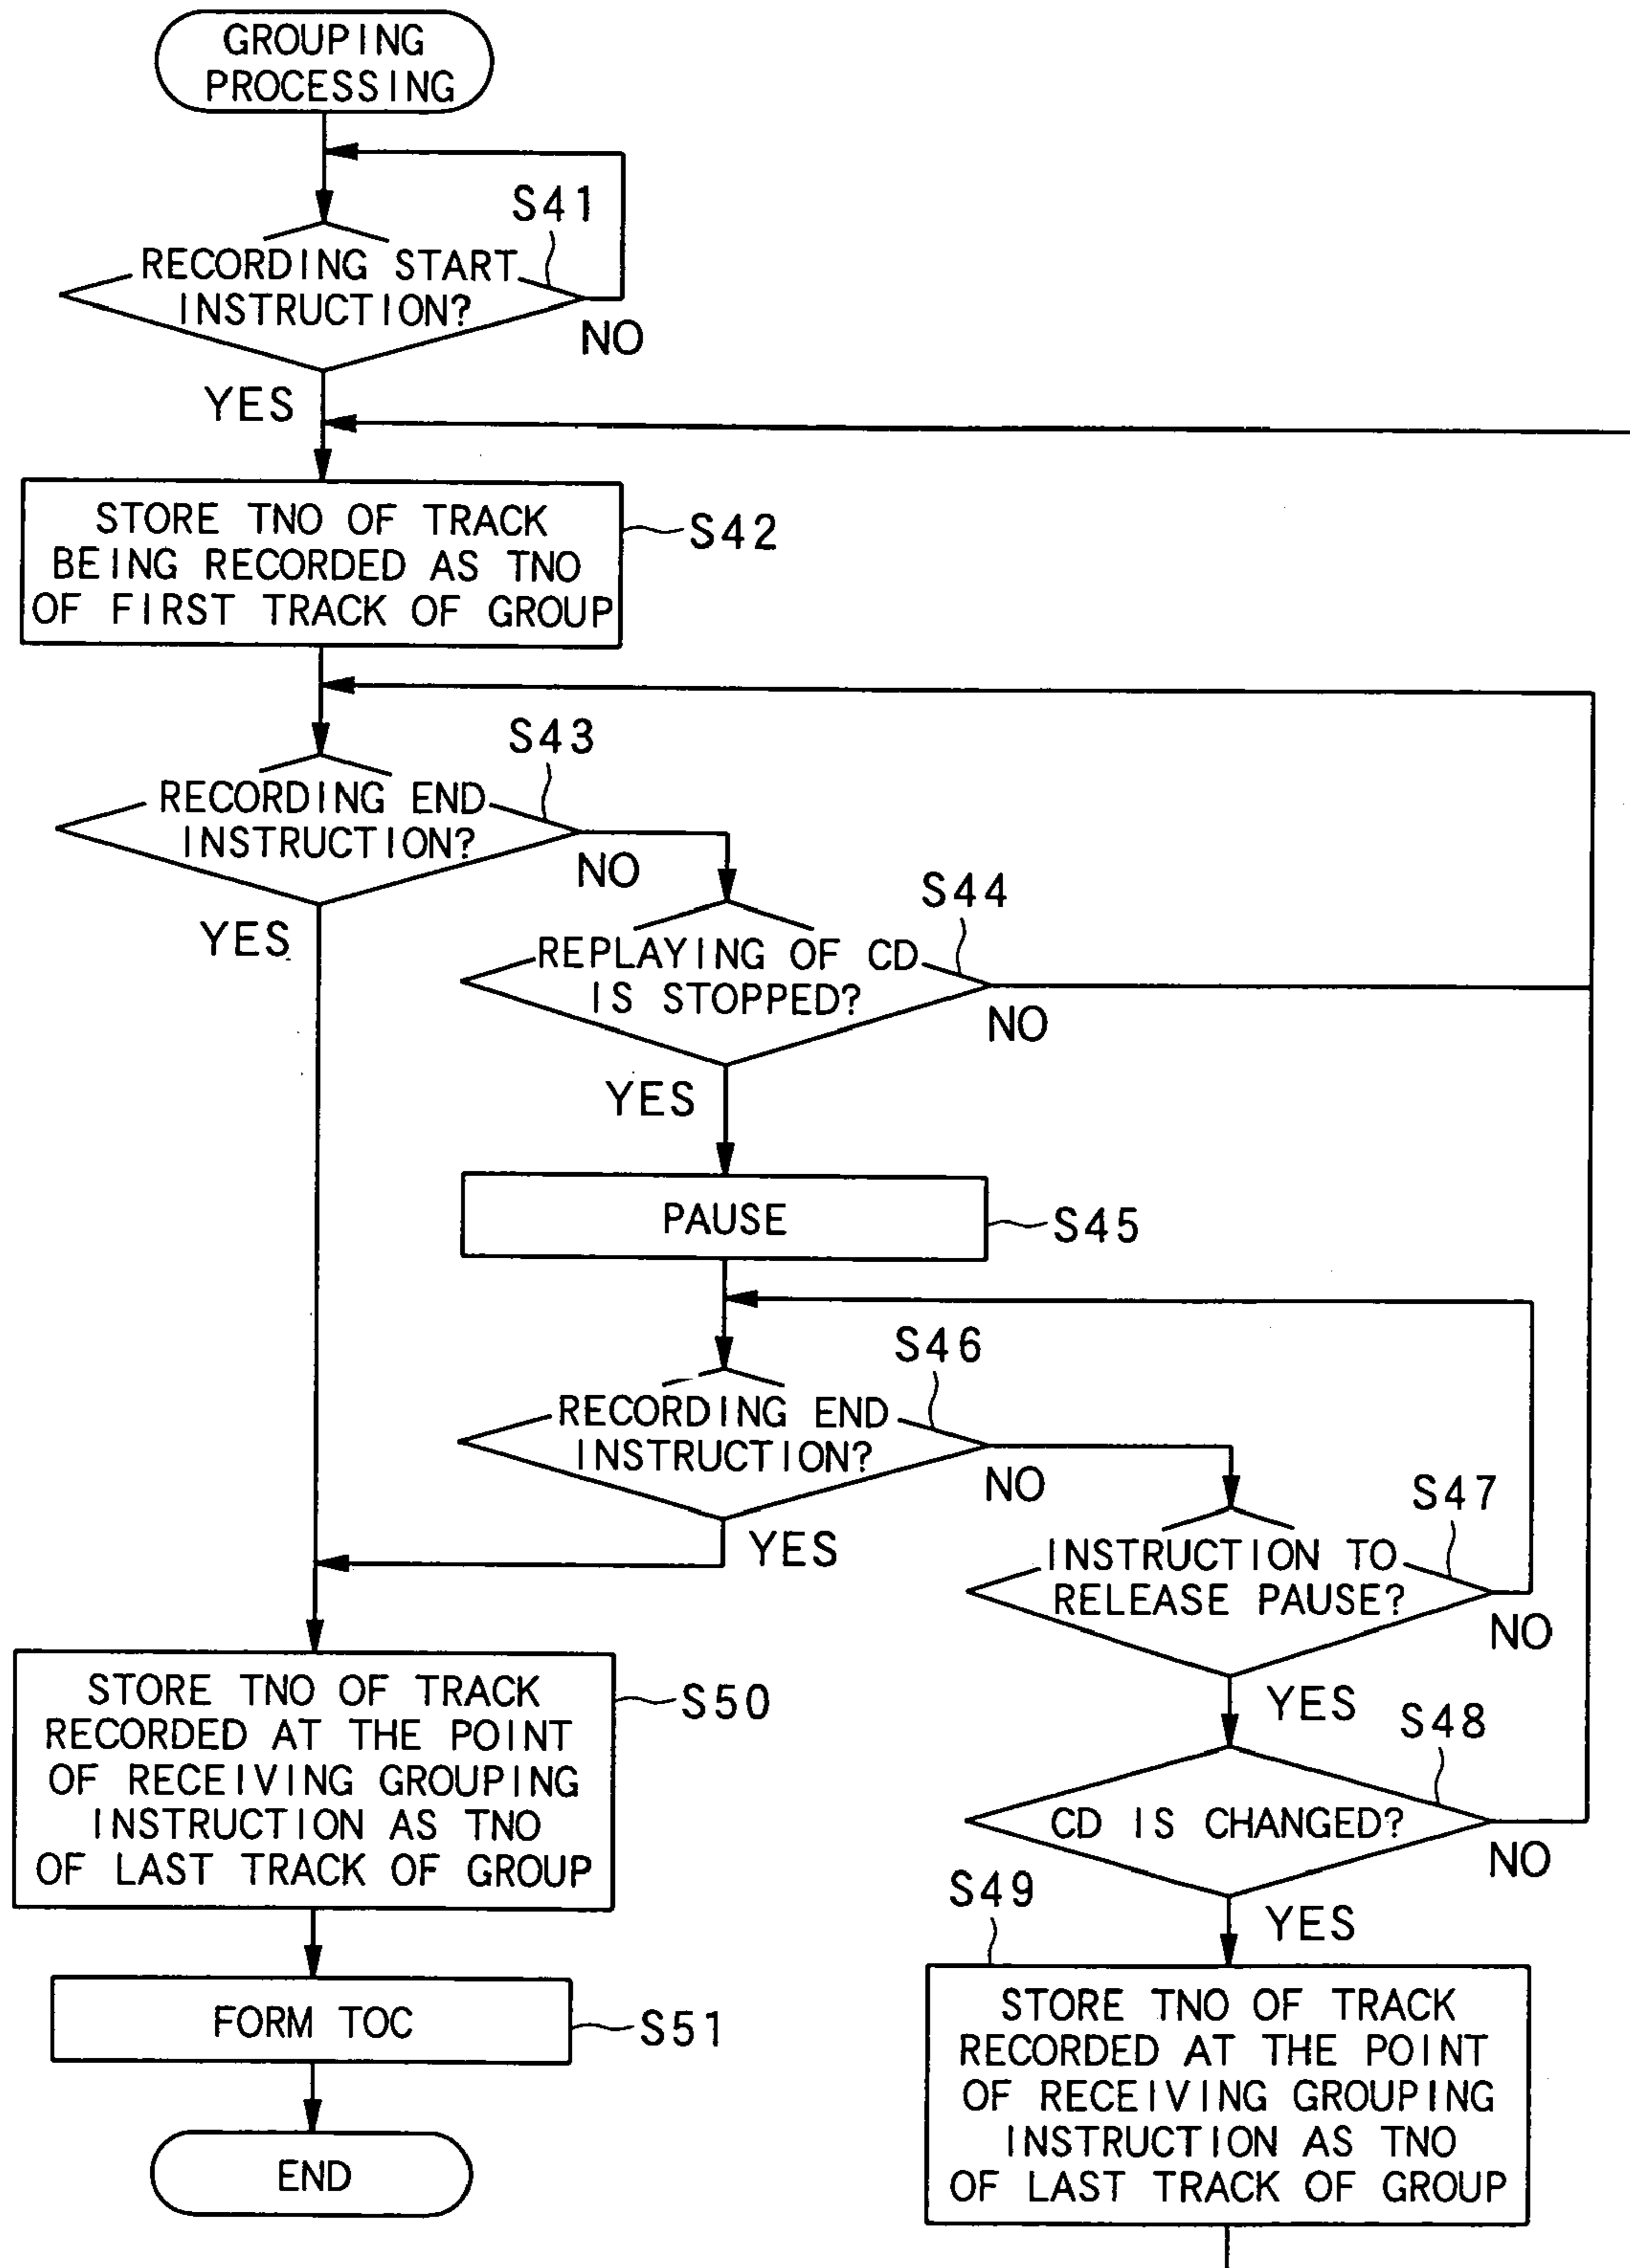 GROUPING
PROCESSING
S41
RECORDING START
INSTRUCTION?
NO
YES
STORE TNO OF TRACK
BEING RECORDED AS TNO
OF FIRST TRACK OF GROUP
S42
S43
RECORDING END
INSTRUCTION?
NO
YES
S44
REPLAYING OF CD
IS STOPPED?
NO
YES
PAUSE
S45
S46
RECORDING END
INSTRUCTION?
NO
YES
S47
INSTRUCTION TO
RELEASE PAUSE?
NO
YES
S48
CD IS CHANGED?
NO
YES
S49
STORE TNO OF TRACK
RECORDED AT THE POINT
OF RECEIVING GROUPING
INSTRUCTION AS TNO
OF LAST TRACK OF GROUP
STORE TNO OF TRACK
RECORDED AT THE POINT
OF RECEIVING GROUPING
INSTRUCTION AS TNO
OF LAST TRACK OF GROUP
S50
FORM TOC
S51
END